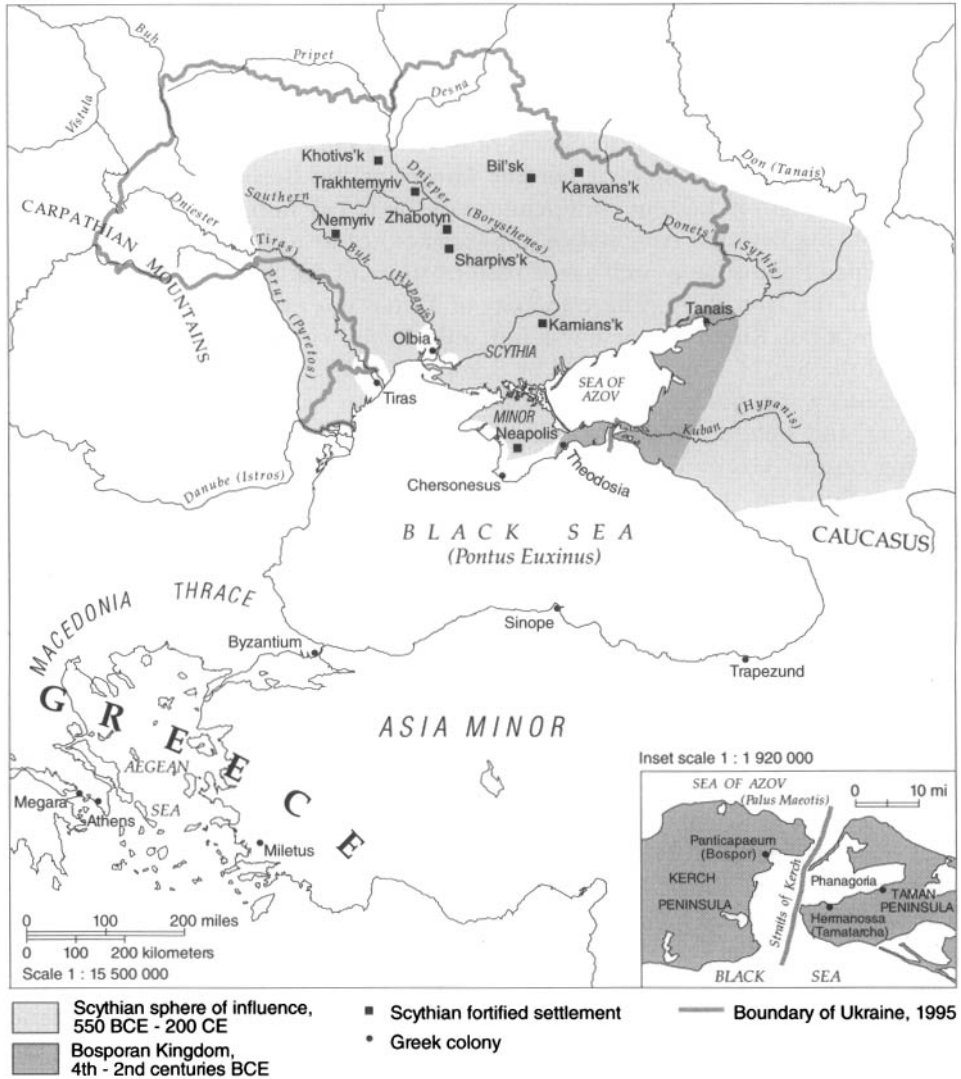 Buh
Pripet
Desna
Vistula
Don (Tanais)
Khotivs'k
Trakhtemyriv
Dnieper
Bil'sk
Karavans'k
Southern
Nemyriv
Zhabotyn
(Borysthenes)
Donets'
(Syrhis)
CARPATHIAN
MOUNTAINS
Dniester
(Tiras)
Buh
(Hypanis)
Sharpivs'k
Prut (Pyretos)
Kamians'k
Tanais
Olbia
SCYTHIA
SEA OF
AZOV
Tiras
MINOR
Neapolis
Kuban
(Hypanis)
Theodosia
Chersonesus
Danube (Istros)
CAUCASUS
BLACK SEA
(Pontus Euxinus)
MACEDONIA
THRACE
Sinope
Byzantium
Trapezund
GREECE
ASIA MINOR
AEGEAN
SEA
Megara
Athens
Miletus
0 100 200 miles
0 100 200 kilometers
Scale 1 : 15 500 000
Inset scale 1 : 1 920 000
SEA OF AZOV
(Palus Maeotis)
0 10 mi
Panticapaeum
(Bospor)
KERCH
PENINSULA
Straits of Kerch
Phanagoria
TAMAN
PENINSULA
Hermanossa
(Tamatarcha)
BLACK SEA
Scythian sphere of influence,
550 BCE - 200 CE
Bosporan Kingdom,
4th - 2nd centuries BCE
Scythian fortified settlement
Greek colony
Boundary of Ukraine, 1995